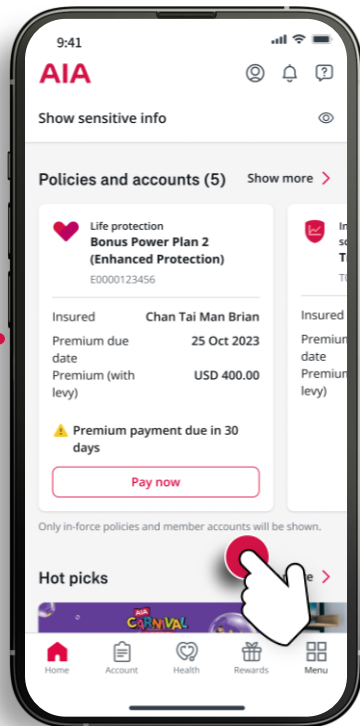 9:41
AIA
Show sensitive info
Policies and accounts (5) Show more >
Life protection
Bonus Power Plan 2
(Enhanced Protection)
E0000123456
Insured Chan Tai Man Brian
Premium due
date
25 Oct 2023
Premium (with
levy)
USD 400.00
Premium payment due in 30
days
Pay now
Insured
date
levy)
Only in-force policies and member accounts will be shown.
Hot picks
AIA
CARNIVAL
Home Account Health Rewards Menu